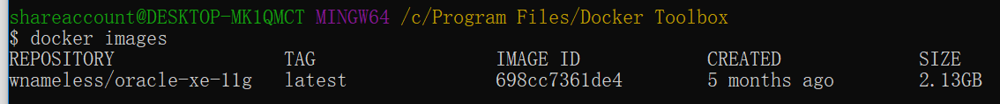 shareaccount@DESKTOP-MK1QMCT MINGW64 /c/Program Files/Docker Toolbox
$ docker images
REPOSITORY TAG IMAGE ID CREATED SIZE
wnameless/oracle-xe-11g latest 698cc7361de4 5 months ago 2.13GB